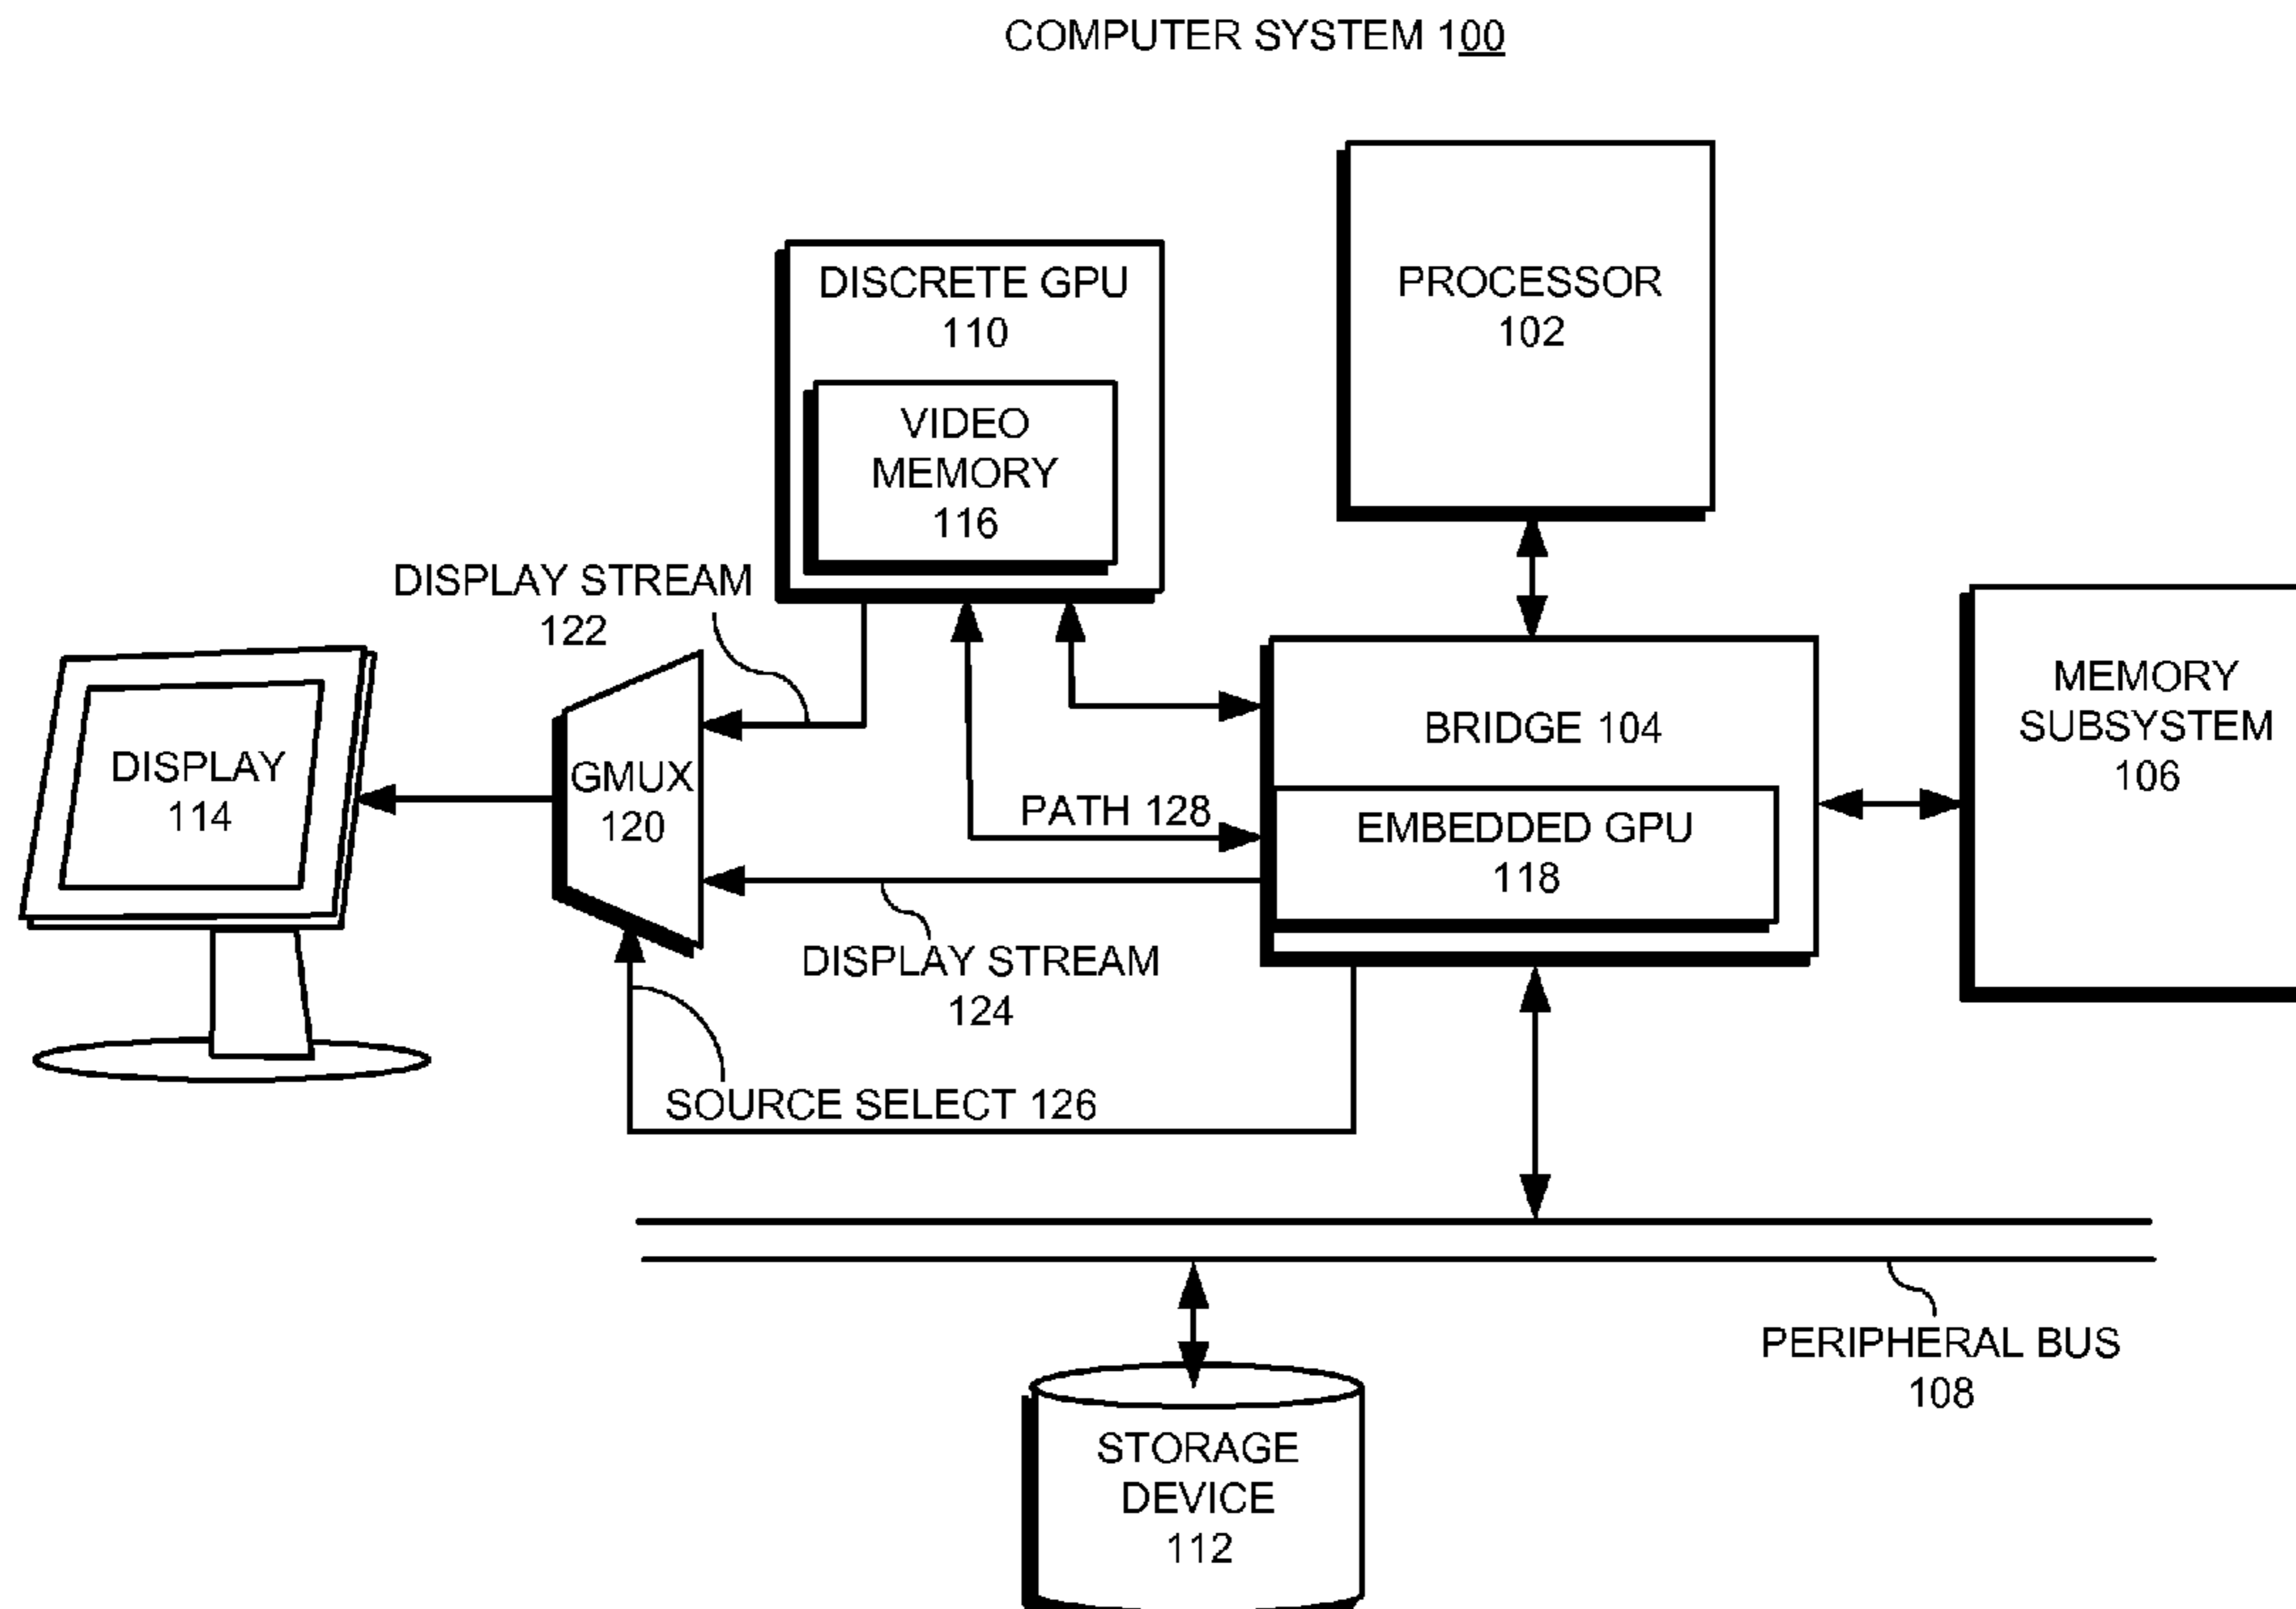 COMPUTER SYSTEM 100
DISCRETE GPU
110
VIDEO
MEMORY
116
PROCESSOR
102
DISPLAY STREAM
122
DISPLAY
114
GMUX
120
PATH 128
BRIDGE 104
EMBEDDED GPU
118
MEMORY
SUBSYSTEM
106
DISPLAY STREAM
124
SOURCE SELECT 126
PERIPHERAL BUS
108
STORAGE
DEVICE
112